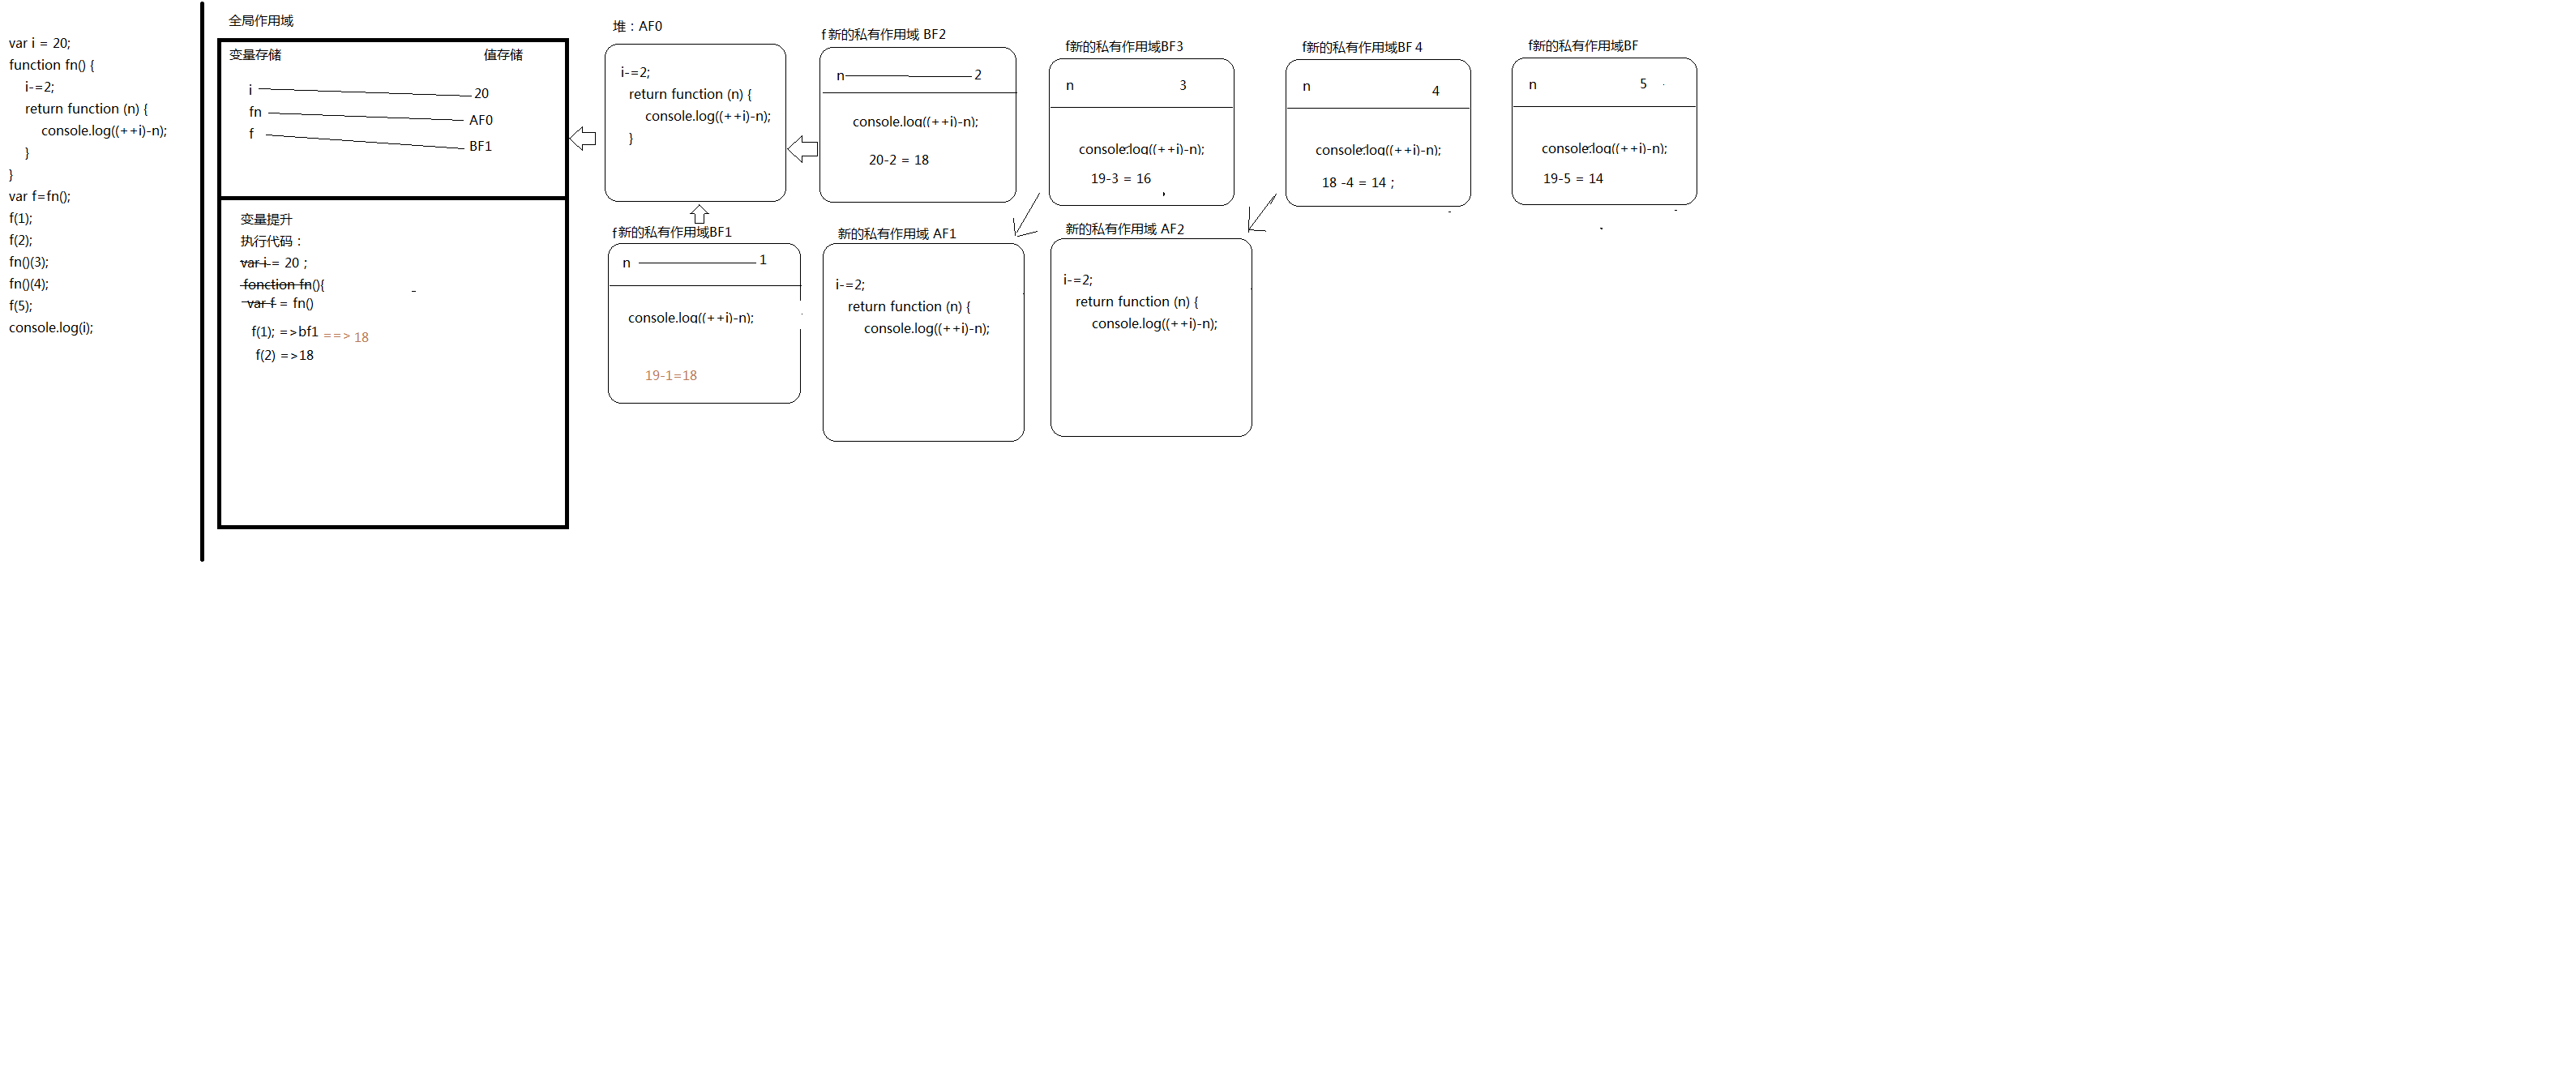 var i = 20;
function fn() {
i-=2;
return function (n) {
console.log((++i)-n);
}
}
var f=fn();
f(1);
f(2);
fn()(3);
fn()(4);
f(5);
console.log(i);
全局作用域
变量存储 值存储
i 20
fn AF0
f BF1
变量提升
执行代码：
var i = 20；
fonction fn(){
var f = fn()
f(1); =>bf1 ==> 18
f(2) =>18
堆：AF0
i-=2;
return function (n) {
console.log((++i)-n);
}
f新的私有作用域BF1
n 1
console.log((++i)-n);
19-1=18
f新的私有作用域 BF2
n 2
console.log((++i)-n);
20-2 = 18
新的私有作用域 AF1
i-=2;
return function (n) {
console.log((++i)-n);
f新的私有作用域BF3
n 3
console.log((++i)-n);
19-3 = 16
新的私有作用域 AF2
i-=2;
return function (n) {
console.log((++i)-n);
f新的私有作用域BF 4
n 4
console.log((++i)-n);
18 -4 = 14；
f新的私有作用域BF
n 5
console.log((++i)-n);
19-5 = 14